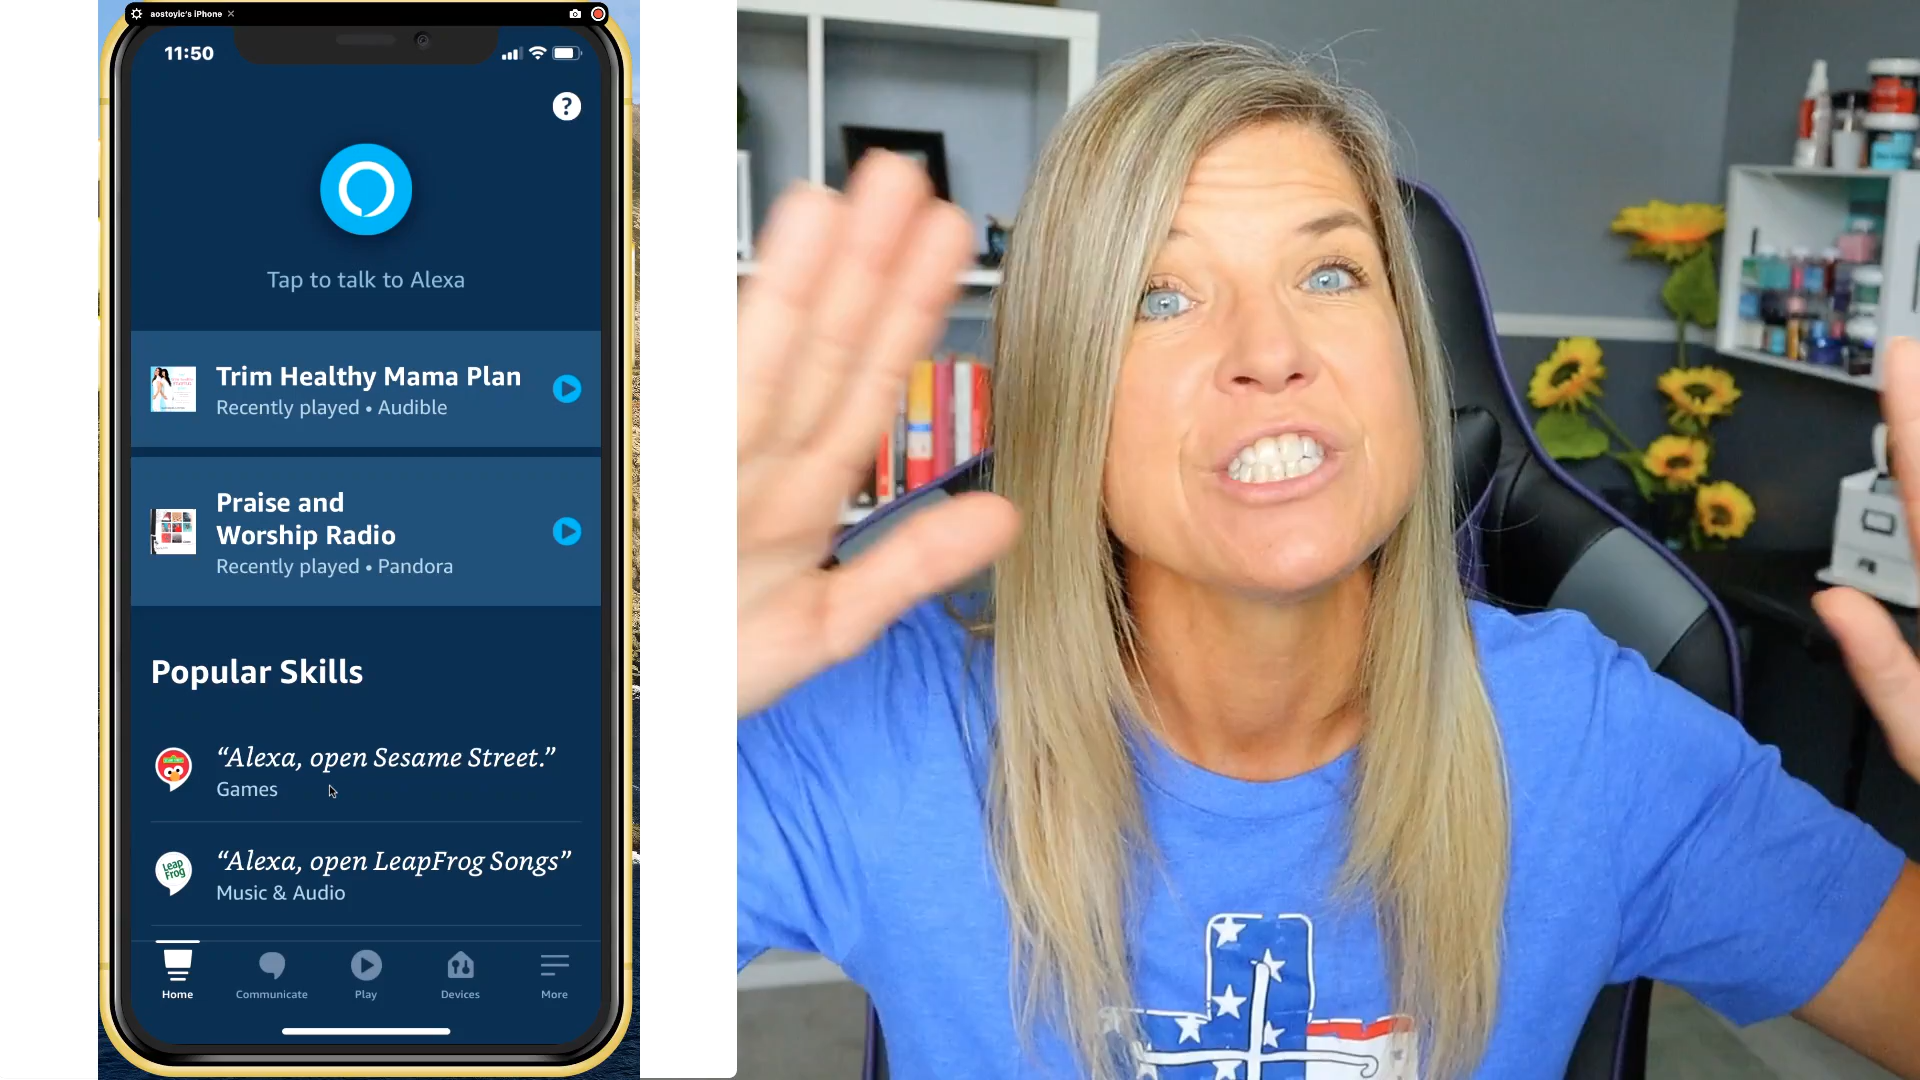 aostoyic's iPhone
11:50
?
Tap to talk to Alexa
Trim Healthy Mama Plan
Recently played • Audible
Praise and
Worship Radio
Recently played • Pandora
Popular Skills
“Alexa, open Sesame Street.”
Games
Leap
Frog
“Alexa, open LeapFrog Songs”
Music & Audio
Home
Communicate
Play
Devices
More